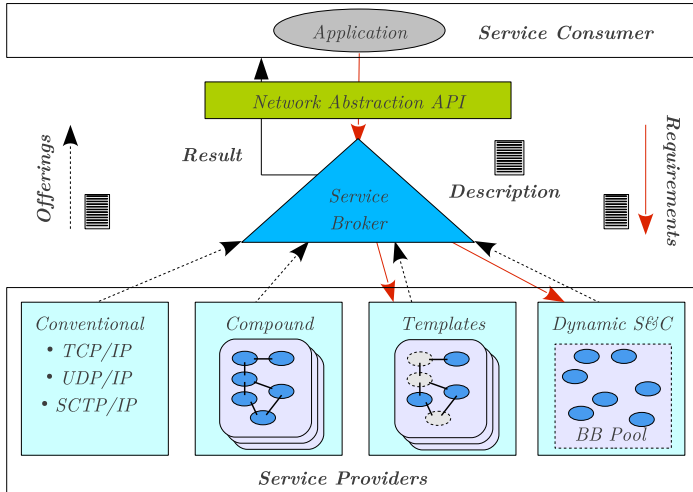 Application
Service Consumer
Network Abstraction API
Offerings
Result
Description
Requirements
Service
Broker
Conventional
• TCP/IP
• UDP/IP
• SCTP/IP
Compound
Templates
Dynamic S&C
BB Pool
Service Providers